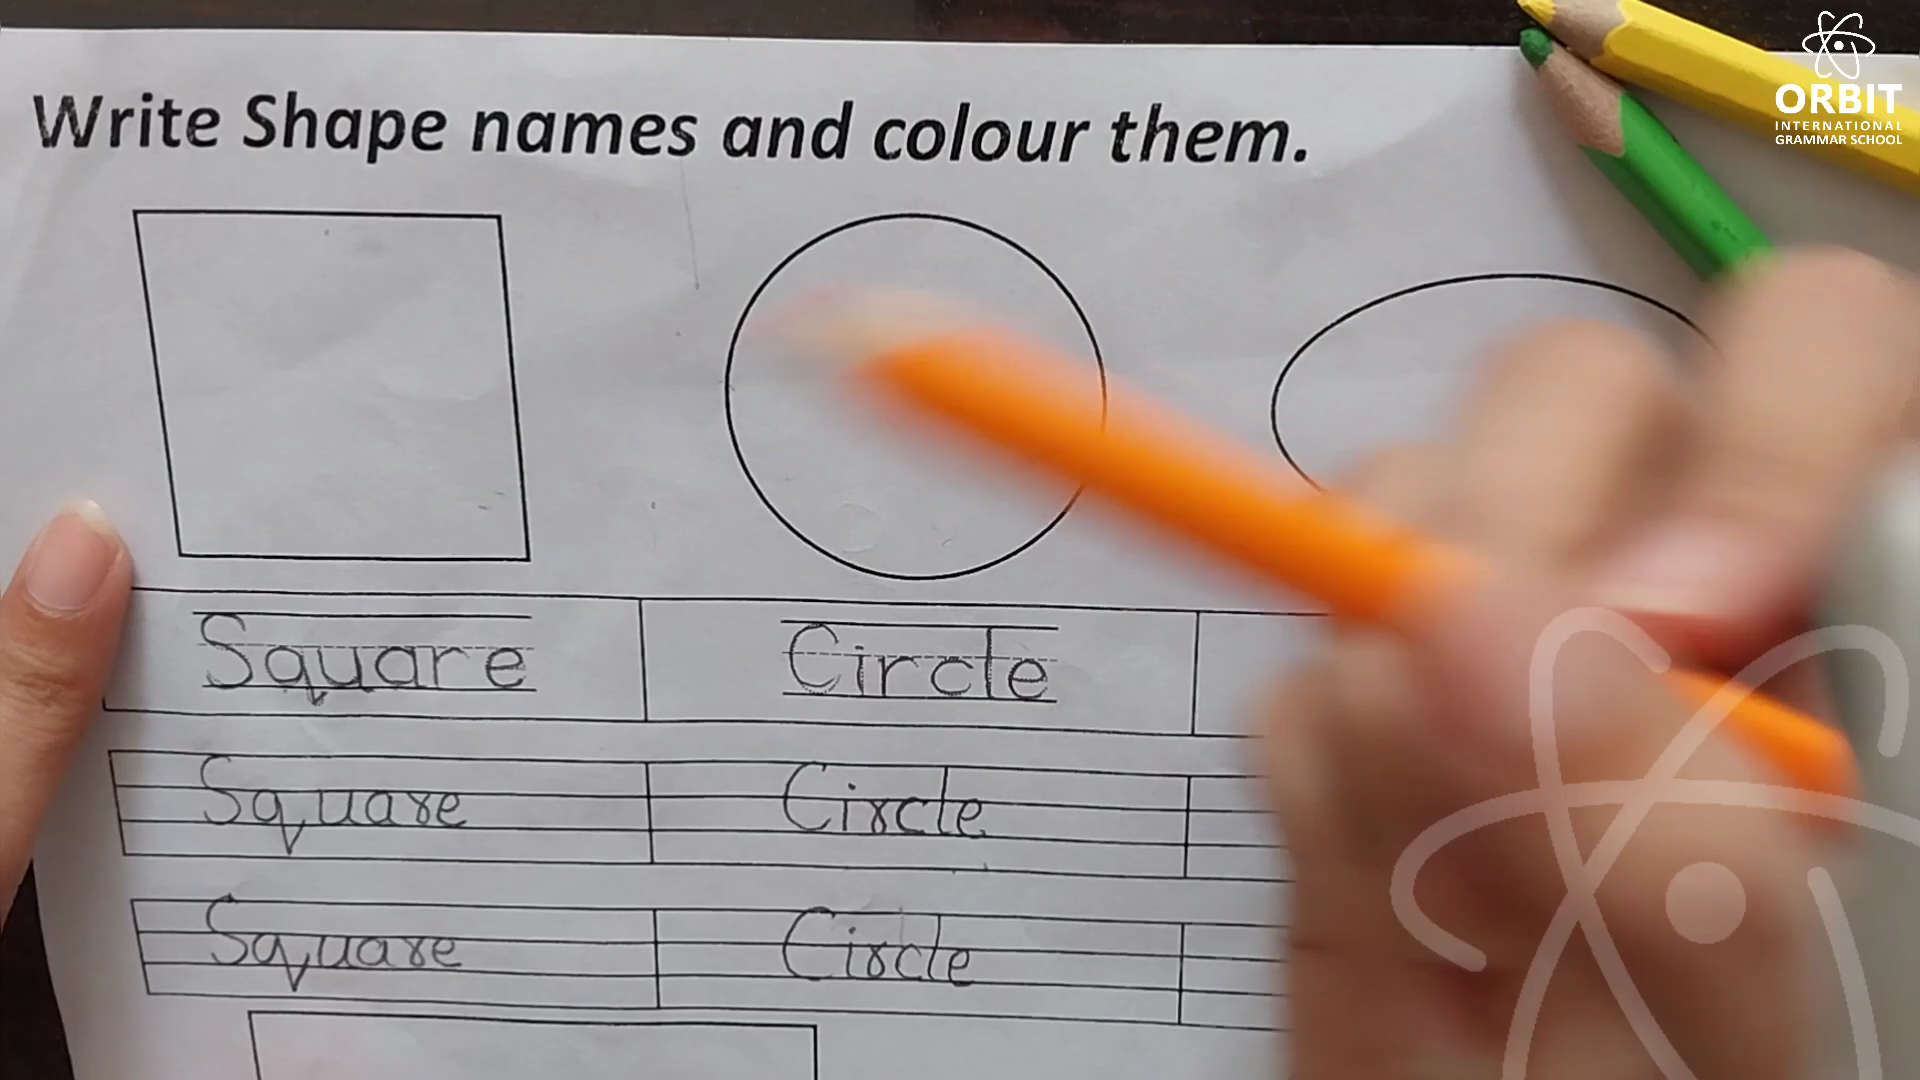 Write Shape names and colour them.
ORBIT
INTERNATIONAL
GRAMMAR SCHOOL
Square Circle
Square Circle
Square Circle